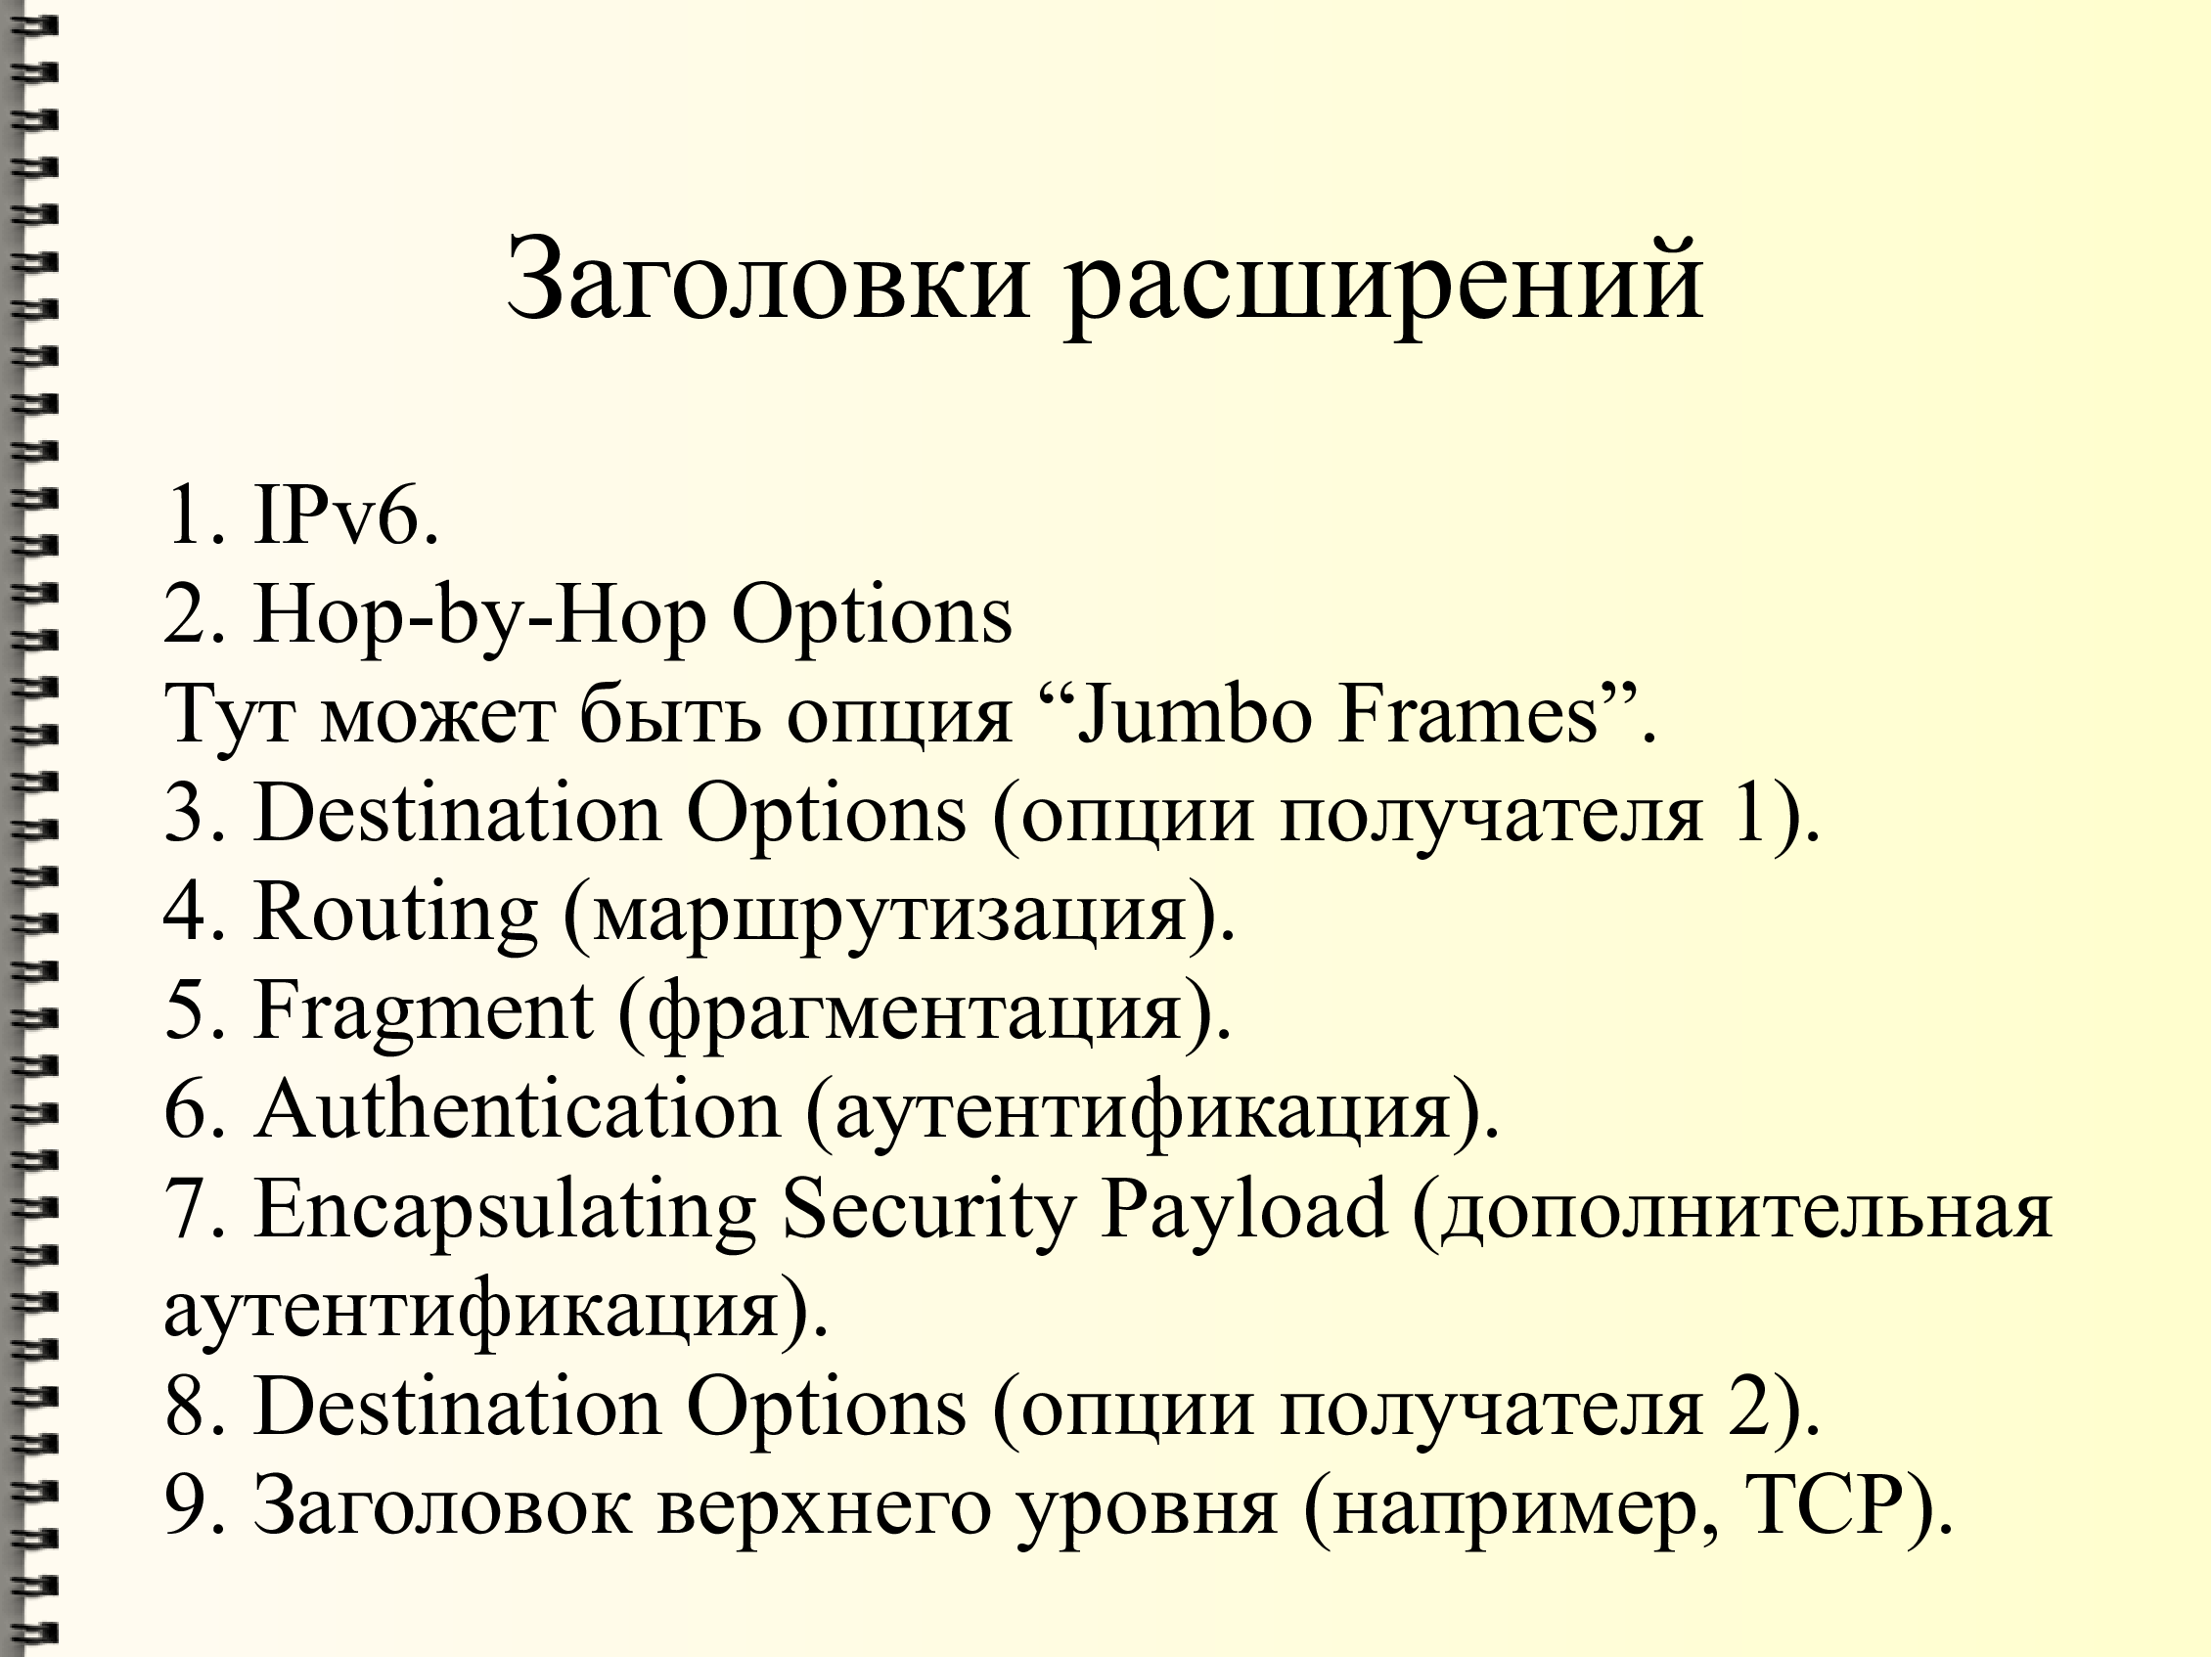 Заголовки расширений
1. IPv6.
2. Hop-by-Hop Options
Тут может быть опция “Jumbo Frames”.
3. Destination Options (опции получателя 1).
4. Routing (маршрутизация).
5. Fragment (фрагментация).
6. Authentication (аутентификация).
7. Encapsulating Security Payload (дополнительная
аутентификация).
8. Destination Options (опции получателя 2).
9. Заголовок верхнего уровня (например, TCP).